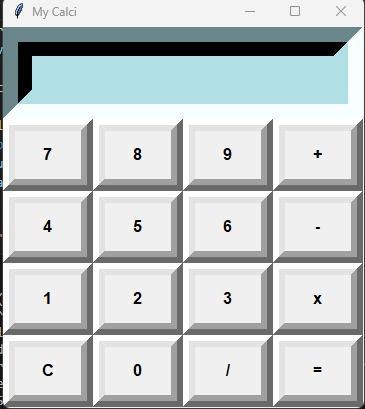 My Calci
7 8 9 +
4 5 6 -
1 2 3 x
C 0 / =